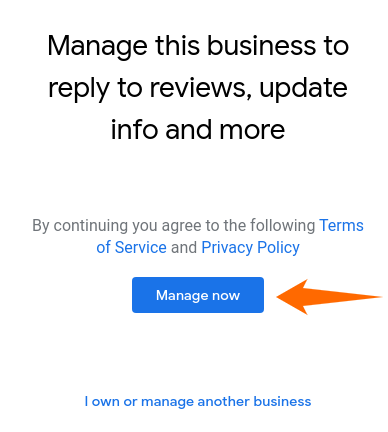 Manage this business to
reply to reviews, update
info and more
By continuing you agree to the following Terms
of Service and Privacy Policy
Manage now
I own or manage another business